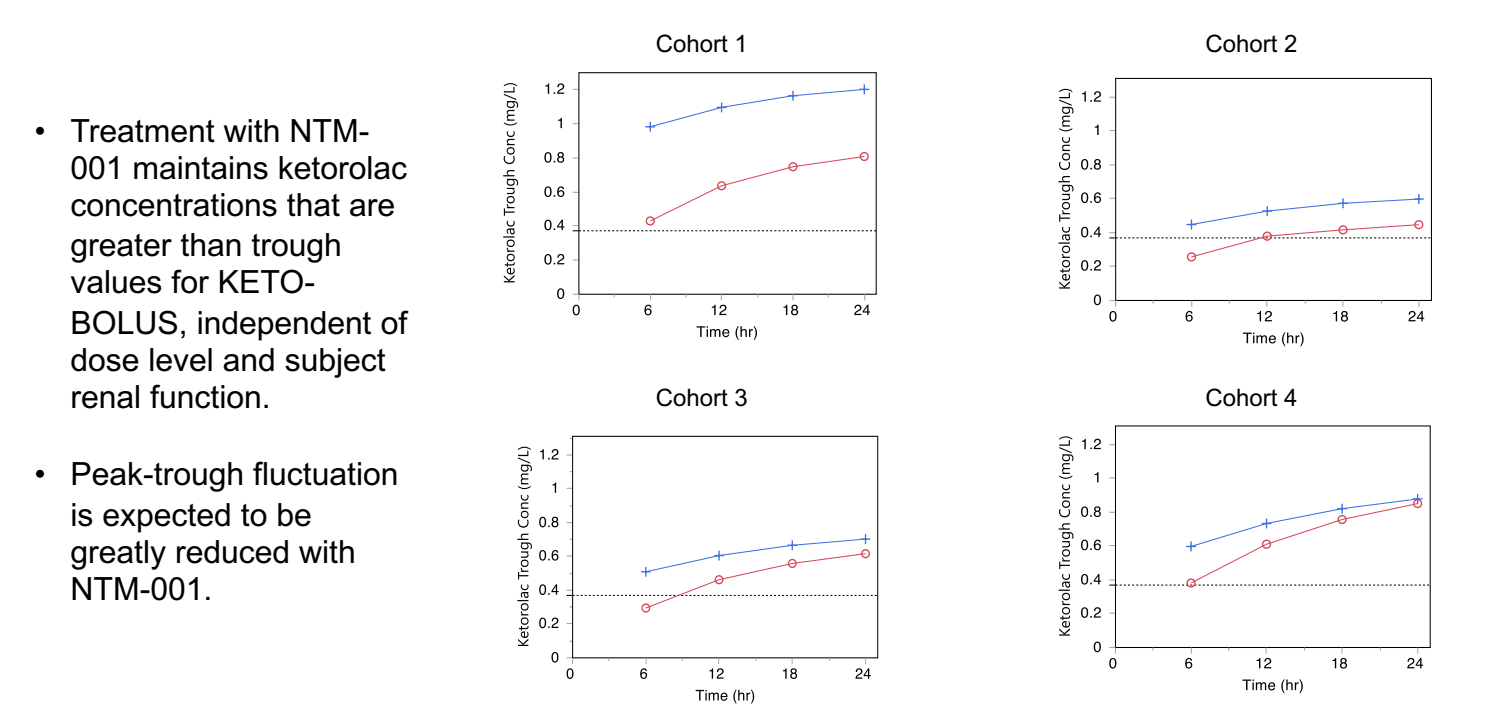 • Treatment with NTM-
001 maintains ketorolac
concentrations that are
greater than trough
values for KETO-
BOLUS, independent of
dose level and subject
renal function.
• Peak-trough fluctuation
is expected to be
greatly reduced with
NTM-001.
Cohort 1
Ketorolac Trough Conc (mg/L)
1.2
1
0.8
0.6
0.4
0.2
0
0 6 12 18 24
Time (hr)
Cohort 2
Ketorolac Trough Conc (mg/L)
1.2
1
0.8
0.6
0.4
0.2
0
0 6 12 18 24
Time (hr)
Cohort 3
Ketorolac Trough Conc (mg/L)
1.2
1
0.8
0.6
0.4
0.2
0
0 6 12 18 24
Time (hr)
Cohort 4
Ketorolac Trough Conc (mg/L)
1.2
1
0.8
0.6
0.4
0.2
0
0 6 12 18 24
Time (hr)